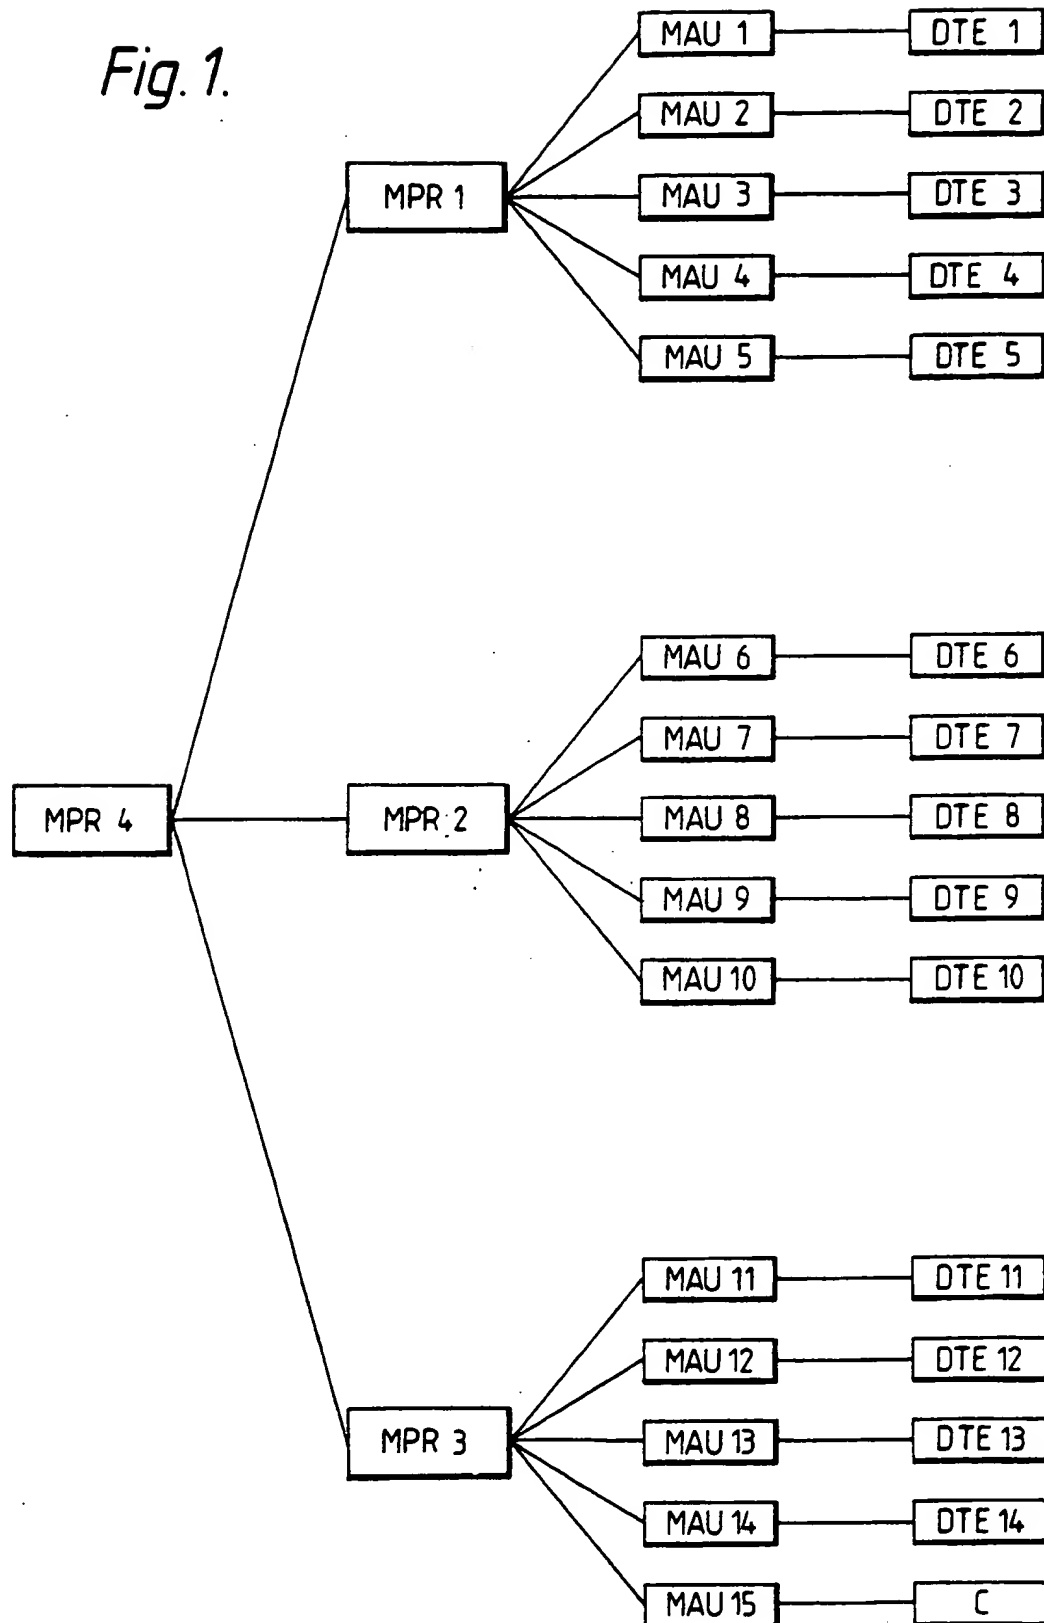 Fig. 1.
MAU 1 DTE 1
MAU 2 DTE 2
MPR 1 MAU 3 DTE 3
MAU 4 DTE 4
MAU 5 DTE 5
MAU 6 DTE 6
MAU 7 DTE 7
MPR 4 MPR 2 MAU 8 DTE 8
MAU 9 DTE 9
MAU 10 DTE 10
MAU 11 DTE 11
MAU 12 DTE 12
MPR 3 MAU 13 DTE 13
MAU 14 DTE 14
MAU 15 C